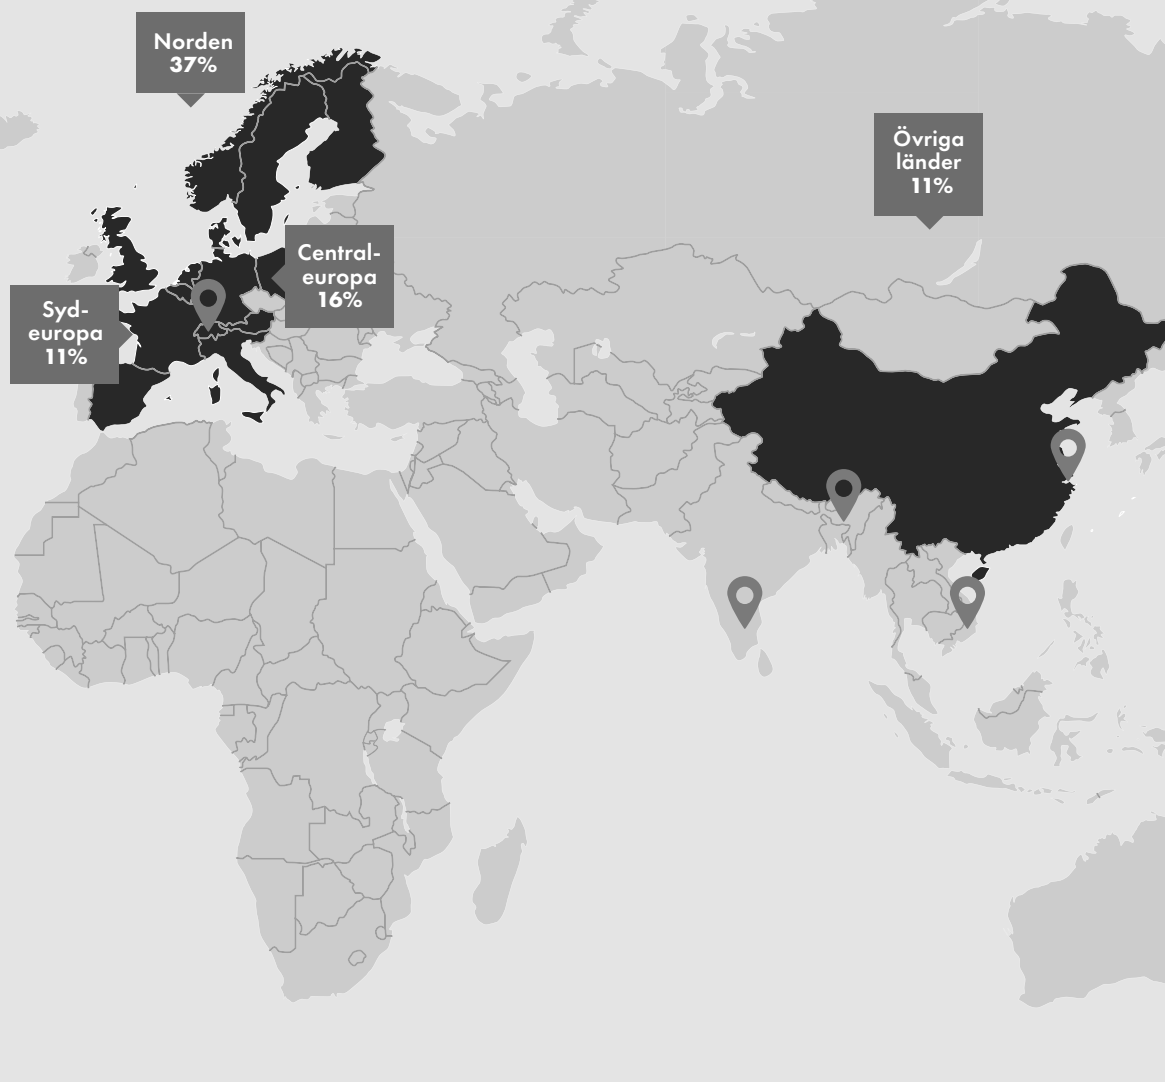 Norden
37%
Övriga
länder
11%
Central-
europa
16%
Syd-
europa
11%